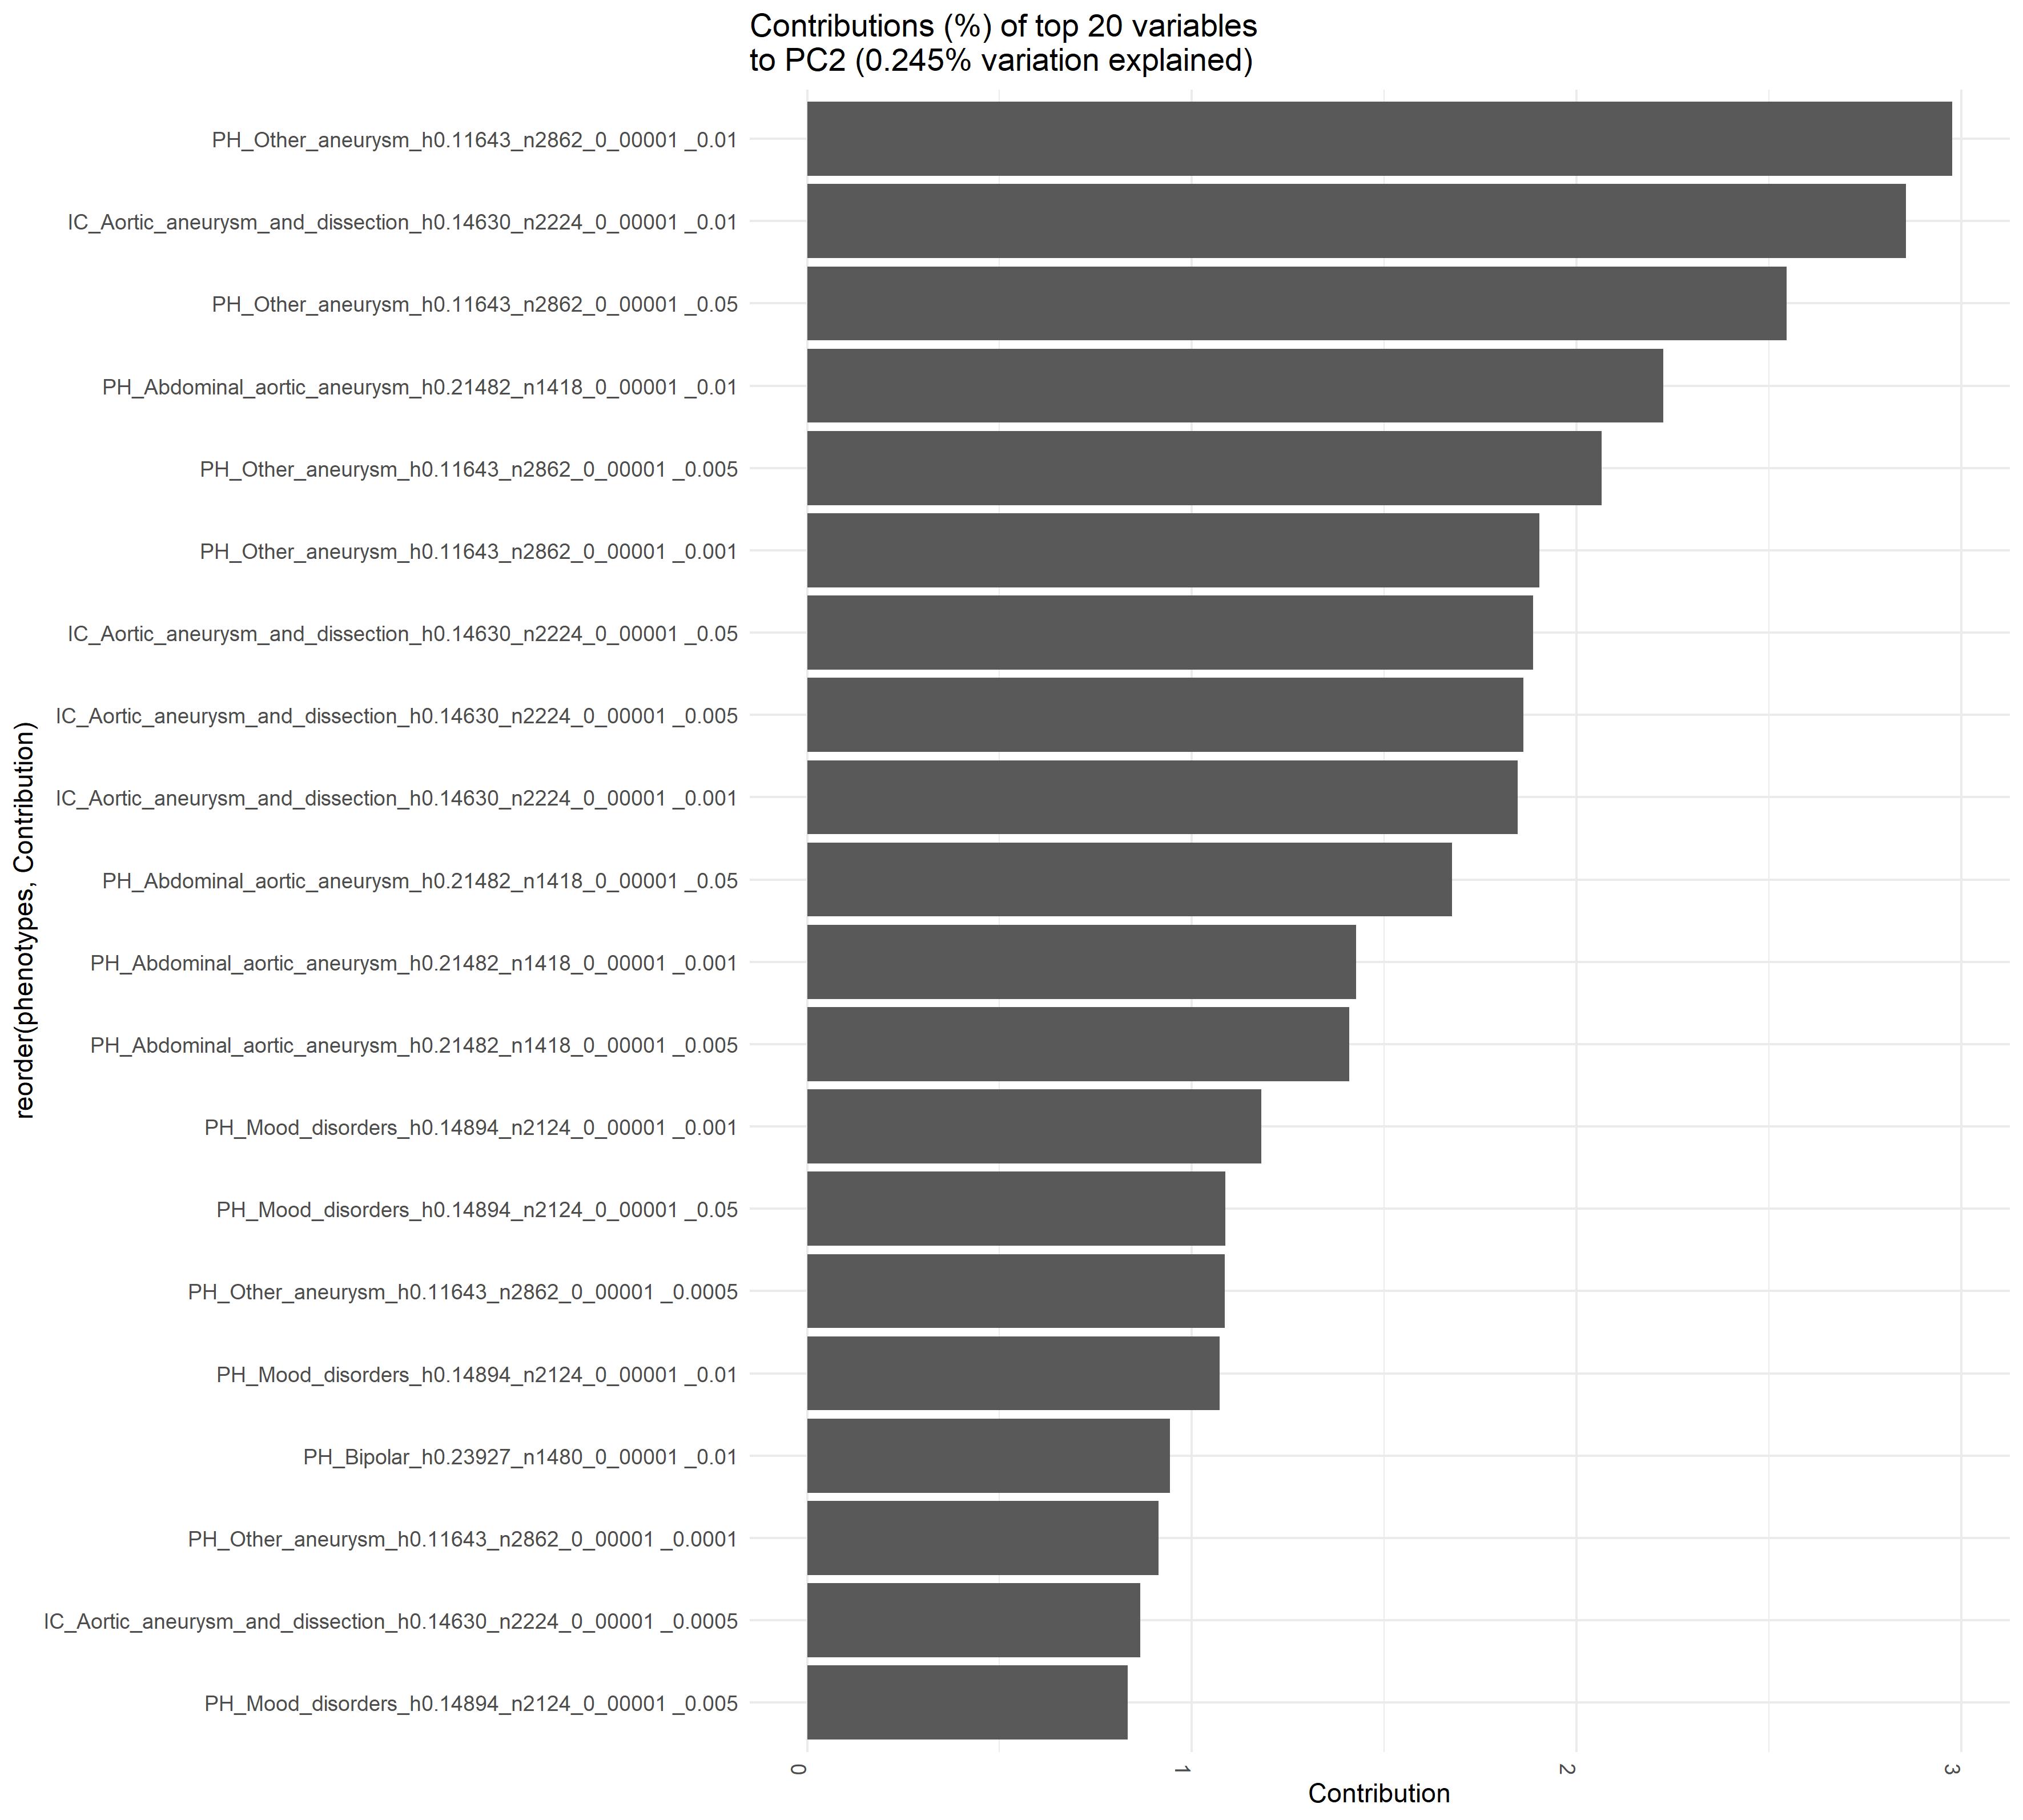 Contributions (%) of top 20 variables
to PC2 (0.245% variation explained)
PH_Other_aneurysm_h0.11643_n2862_0_00001 _0.01
IC_Aortic_aneurysm_and_dissection_h0.14630_n2224_0_00001 _0.01
PH_Other_aneurysm_h0.11643_n2862_0_00001 _0.05
PH_Abdominal_aortic_aneurysm_h0.21482_n1418_0_00001 _0.01
PH_Other_aneurysm_h0.11643_n2862_0_00001 _0.005
PH_Other_aneurysm_h0.11643_n2862_0_00001 _0.001
IC_Aortic_aneurysm_and_dissection_h0.14630_n2224_0_00001 _0.05
IC_Aortic_aneurysm_and_dissection_h0.14630_n2224_0_00001 _0.005
IC_Aortic_aneurysm_and_dissection_h0.14630_n2224_0_00001 _0.001
PH_Abdominal_aortic_aneurysm_h0.21482_n1418_0_00001 _0.05
PH_Abdominal_aortic_aneurysm_h0.21482_n1418_0_00001 _0.001
PH_Abdominal_aortic_aneurysm_h0.21482_n1418_0_00001 _0.005
PH_Mood_disorders_h0.14894_n2124_0_00001 _0.001
PH_Mood_disorders_h0.14894_n2124_0_00001 _0.05
PH_Other_aneurysm_h0.11643_n2862_0_00001 _0.0005
PH_Mood_disorders_h0.14894_n2124_0_00001 _0.01
PH_Bipolar_h0.23927_n1480_0_00001 _0.01
PH_Other_aneurysm_h0.11643_n2862_0_00001 _0.0001
IC_Aortic_aneurysm_and_dissection_h0.14630_n2224_0_00001 _0.0005
PH_Mood_disorders_h0.14894_n2124_0_00001 _0.005
reorder(phenotypes, Contribution)
0 1 2 3
Contribution